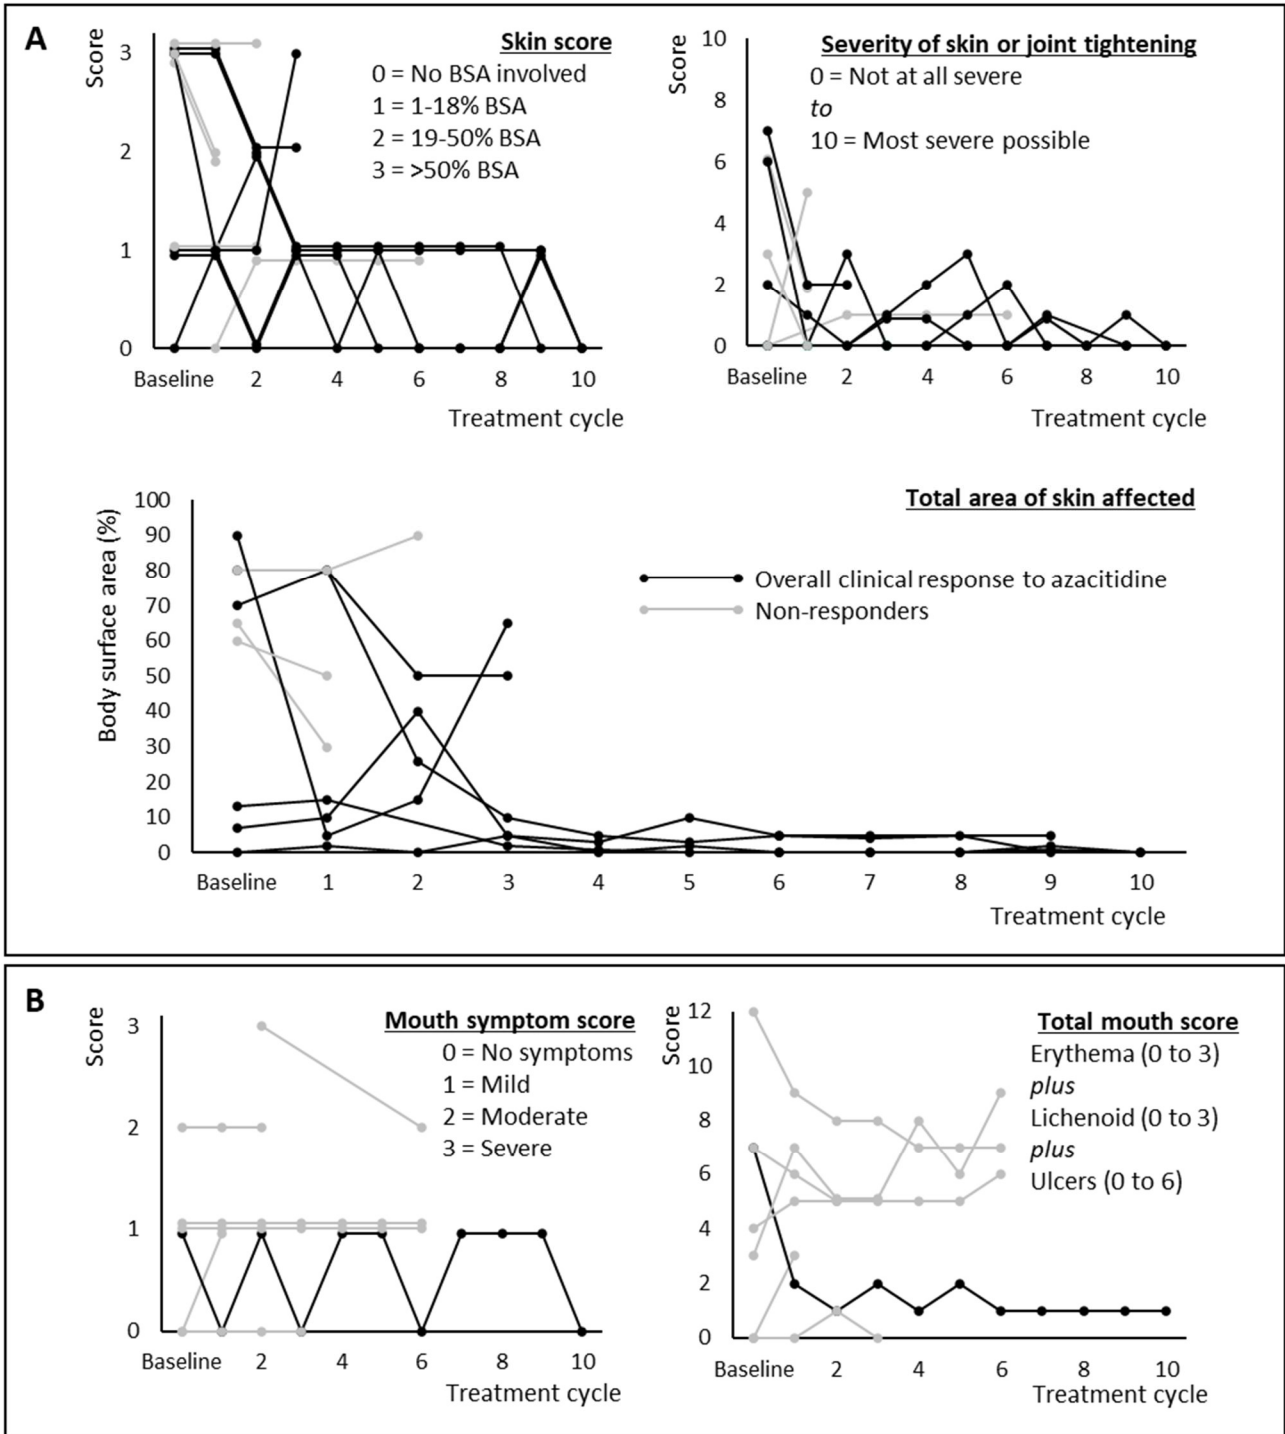 A
Score
3
2
1
0
Skin score
0 = No BSA involved
1 = 1-18% BSA
2 = 19-50% BSA
3 = >50% BSA
Baseline 2 4 6 8 10
Treatment cycle
Score
10
8
6
4
2
0
Severity of skin or joint tightening
0 = Not at all severe
to
10 = Most severe possible
Baseline 2 4 6 8 10
Treatment cycle
Body surface area (%)
100
90
80
70
60
50
40
30
20
10
0
Total area of skin affected
Overall clinical response to azacitidine
Non-responders
Baseline 1 2 3 4 5 6 7 8 9 10
Treatment cycle
B
Score
3
2
1
0
Mouth symptom score
0 = No symptoms
1 = Mild
2 = Moderate
3 = Severe
Baseline 2 4 6 8 10
Treatment cycle
Score
12
10
8
6
4
2
0
Total mouth score
Erythema (0 to 3)
plus
Lichenoid (0 to 3)
plus
Ulcers (0 to 6)
Baseline 2 4 6 8 10
Treatment cycle